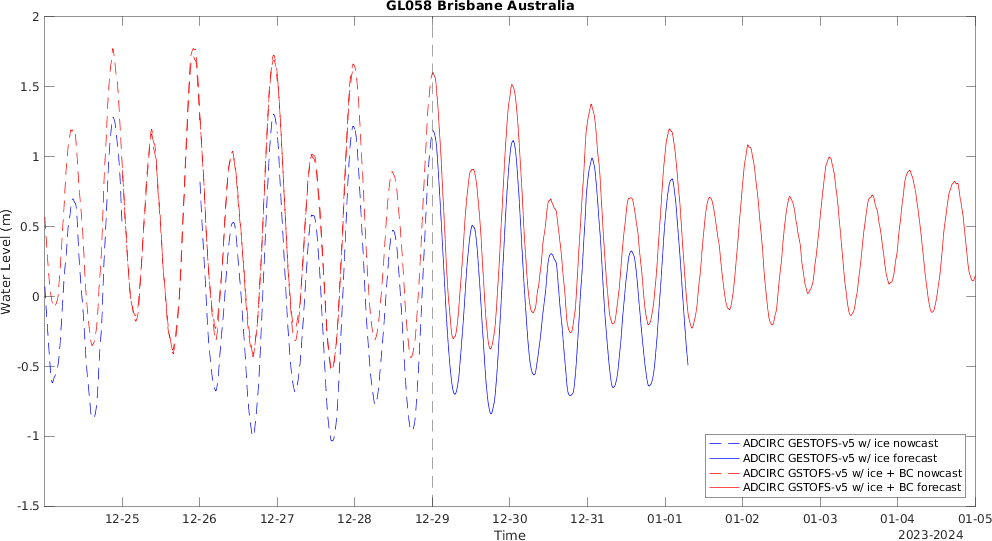 GL058 Brisbane Australia
2
1.5
1
0.5
0
-0.5
-1
-1.5
Water Level (m)
12-25 12-26 12-27 12-28 12-29 12-30 12-31 01-01 01-02 01-03 01-04 01-05
Time
2023-2024
ADCIRC GESTOFS-v5 w/ ice nowcast
ADCIRC GESTOFS-v5 w/ ice forecast
ADCIRC GSTOFS-v5 w/ ice + BC nowcast
ADCIRC GSTOFS-v5 w/ ice + BC forecast